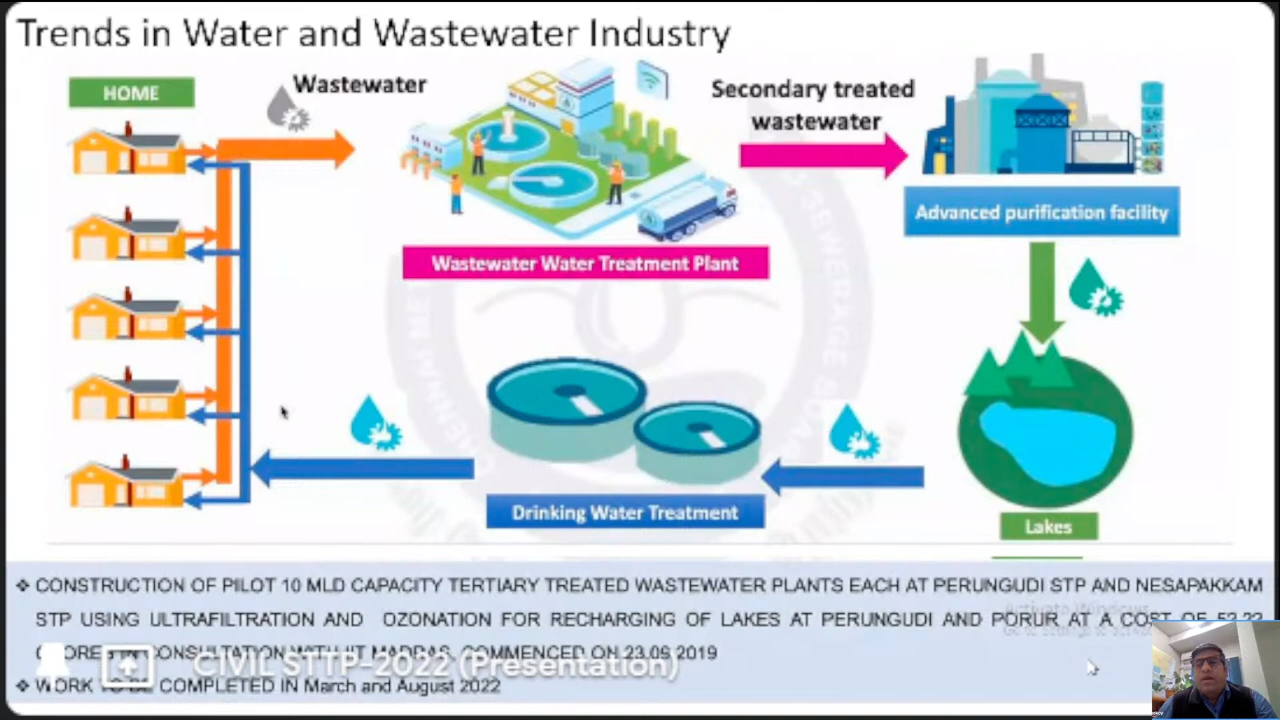 Trends in Water and Wastewater Industry
HOME
Wastewater
Secondary treated
wastewater
Advanced purification facility
Wastewater Water Treatment Plant
Drinking Water Treatment
Lakes
❖ CONSTRUCTION OF PILOT 10 MLD CAPACITY TERTIARY TREATED WASTEWATER PLANTS EACH AT PERUNGUDI STP AND NESAPAKKAM
STP USING ULTRAFILTRATION AND OZONATION FOR RECHARGING OF LAKES AT PERUNGUDI AND PORUR AT A COST OF 52.22
CRORES IN CONSULTATION WITH IIT MADRAS, COMMENCED ON 23.06.2019
CIVIL STTP-2022 (Presentation)
❖ WORK TO BE COMPLETED IN March and August 2022